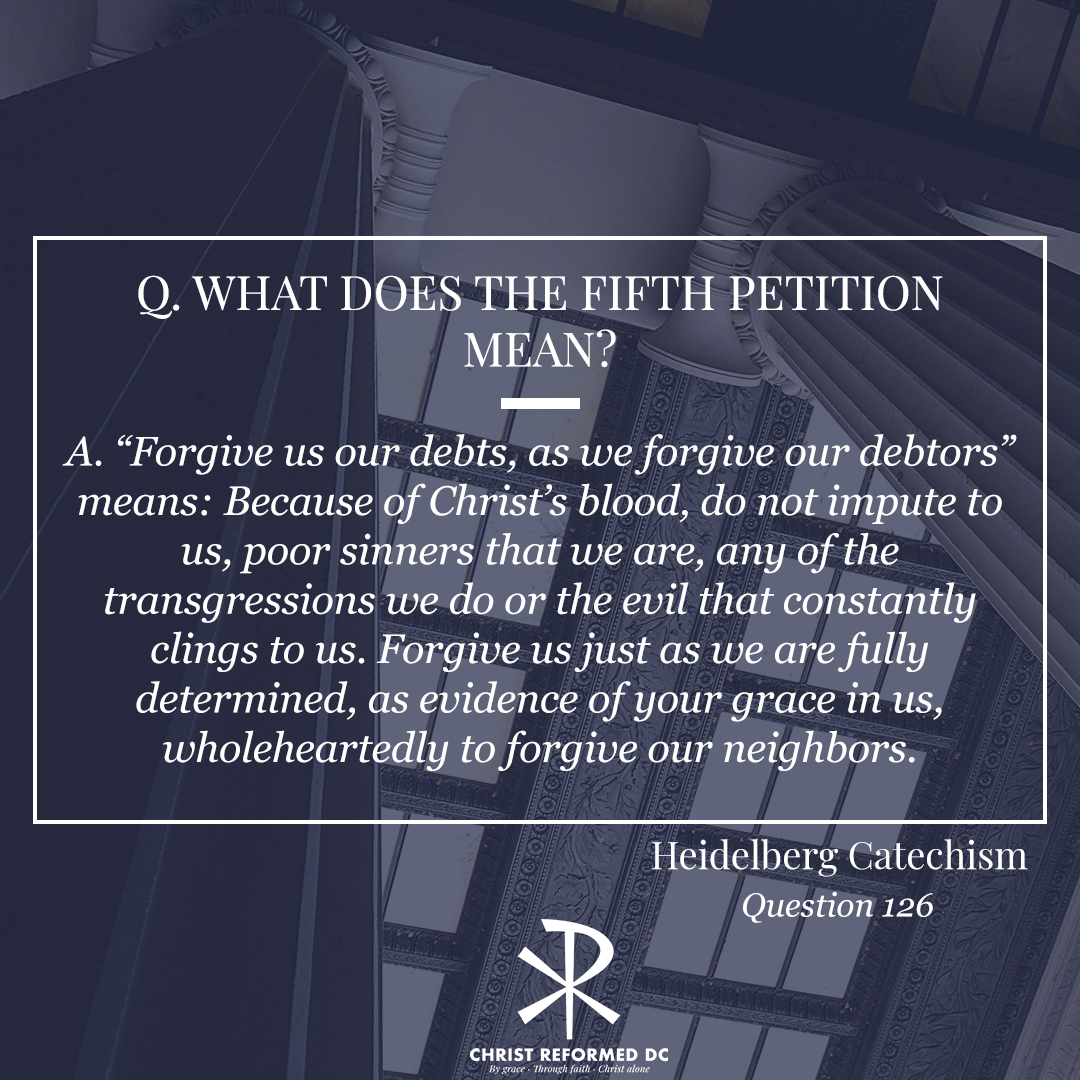 Q. WHAT DOES THE FIFTH PETITION
MEAN?
A. “Forgive us our debts, as we forgive our debtors”
means: Because of Christ’s blood, do not impute to
us, poor sinners that we are, any of the
transgressions we do or the evil that constantly
clings to us. Forgive us just as we are fully
determined, as evidence of your grace in us,
wholeheartedly to forgive our neighbors.
Heidelberg Catechism
Question 126
CHRIST REFORMED DC
By grace · Through faith · Christ alone